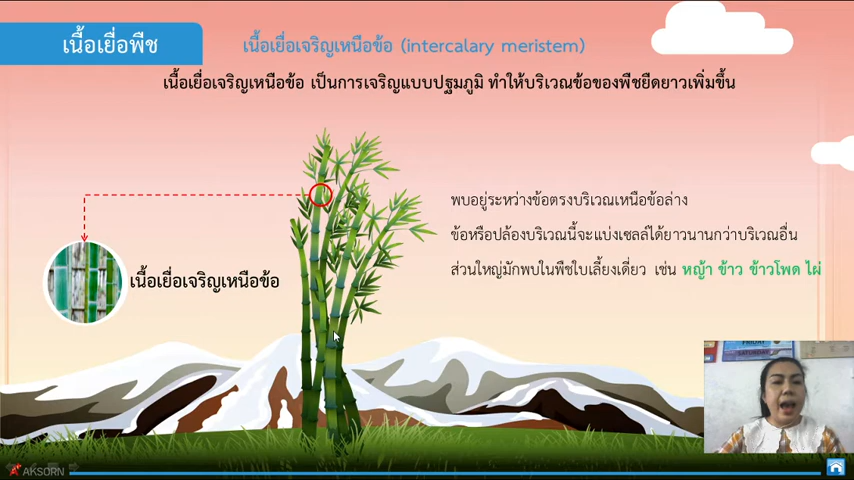 เนื้อเยื่อพืช
เนื้อเยื่อเจริญเหนือข้อ (intercalary meristem)
เนื้อเยื่อเจริญเหนือข้อ เป็นการเจริญแบบปฐมภูมิ ทำให้บริเวณข้อของพืชยืดยาวเพิ่มขึ้น
พบอยู่ระหว่างข้อตรงบริเวณเหนือข้อล่าง
ข้อหรือปล้องบริเวณนี้จะแบ่งเซลล์ได้ยาวนานกว่าบริเวณอื่น
ส่วนใหญ่มักพบในพืชใบเลี้ยงเดี่ยว เช่น หญ้า ข้าว ข้าวโพด ไผ่
เนื้อเยื่อเจริญเหนือข้อ
FRIDAY
SATURDAY
AKSORN